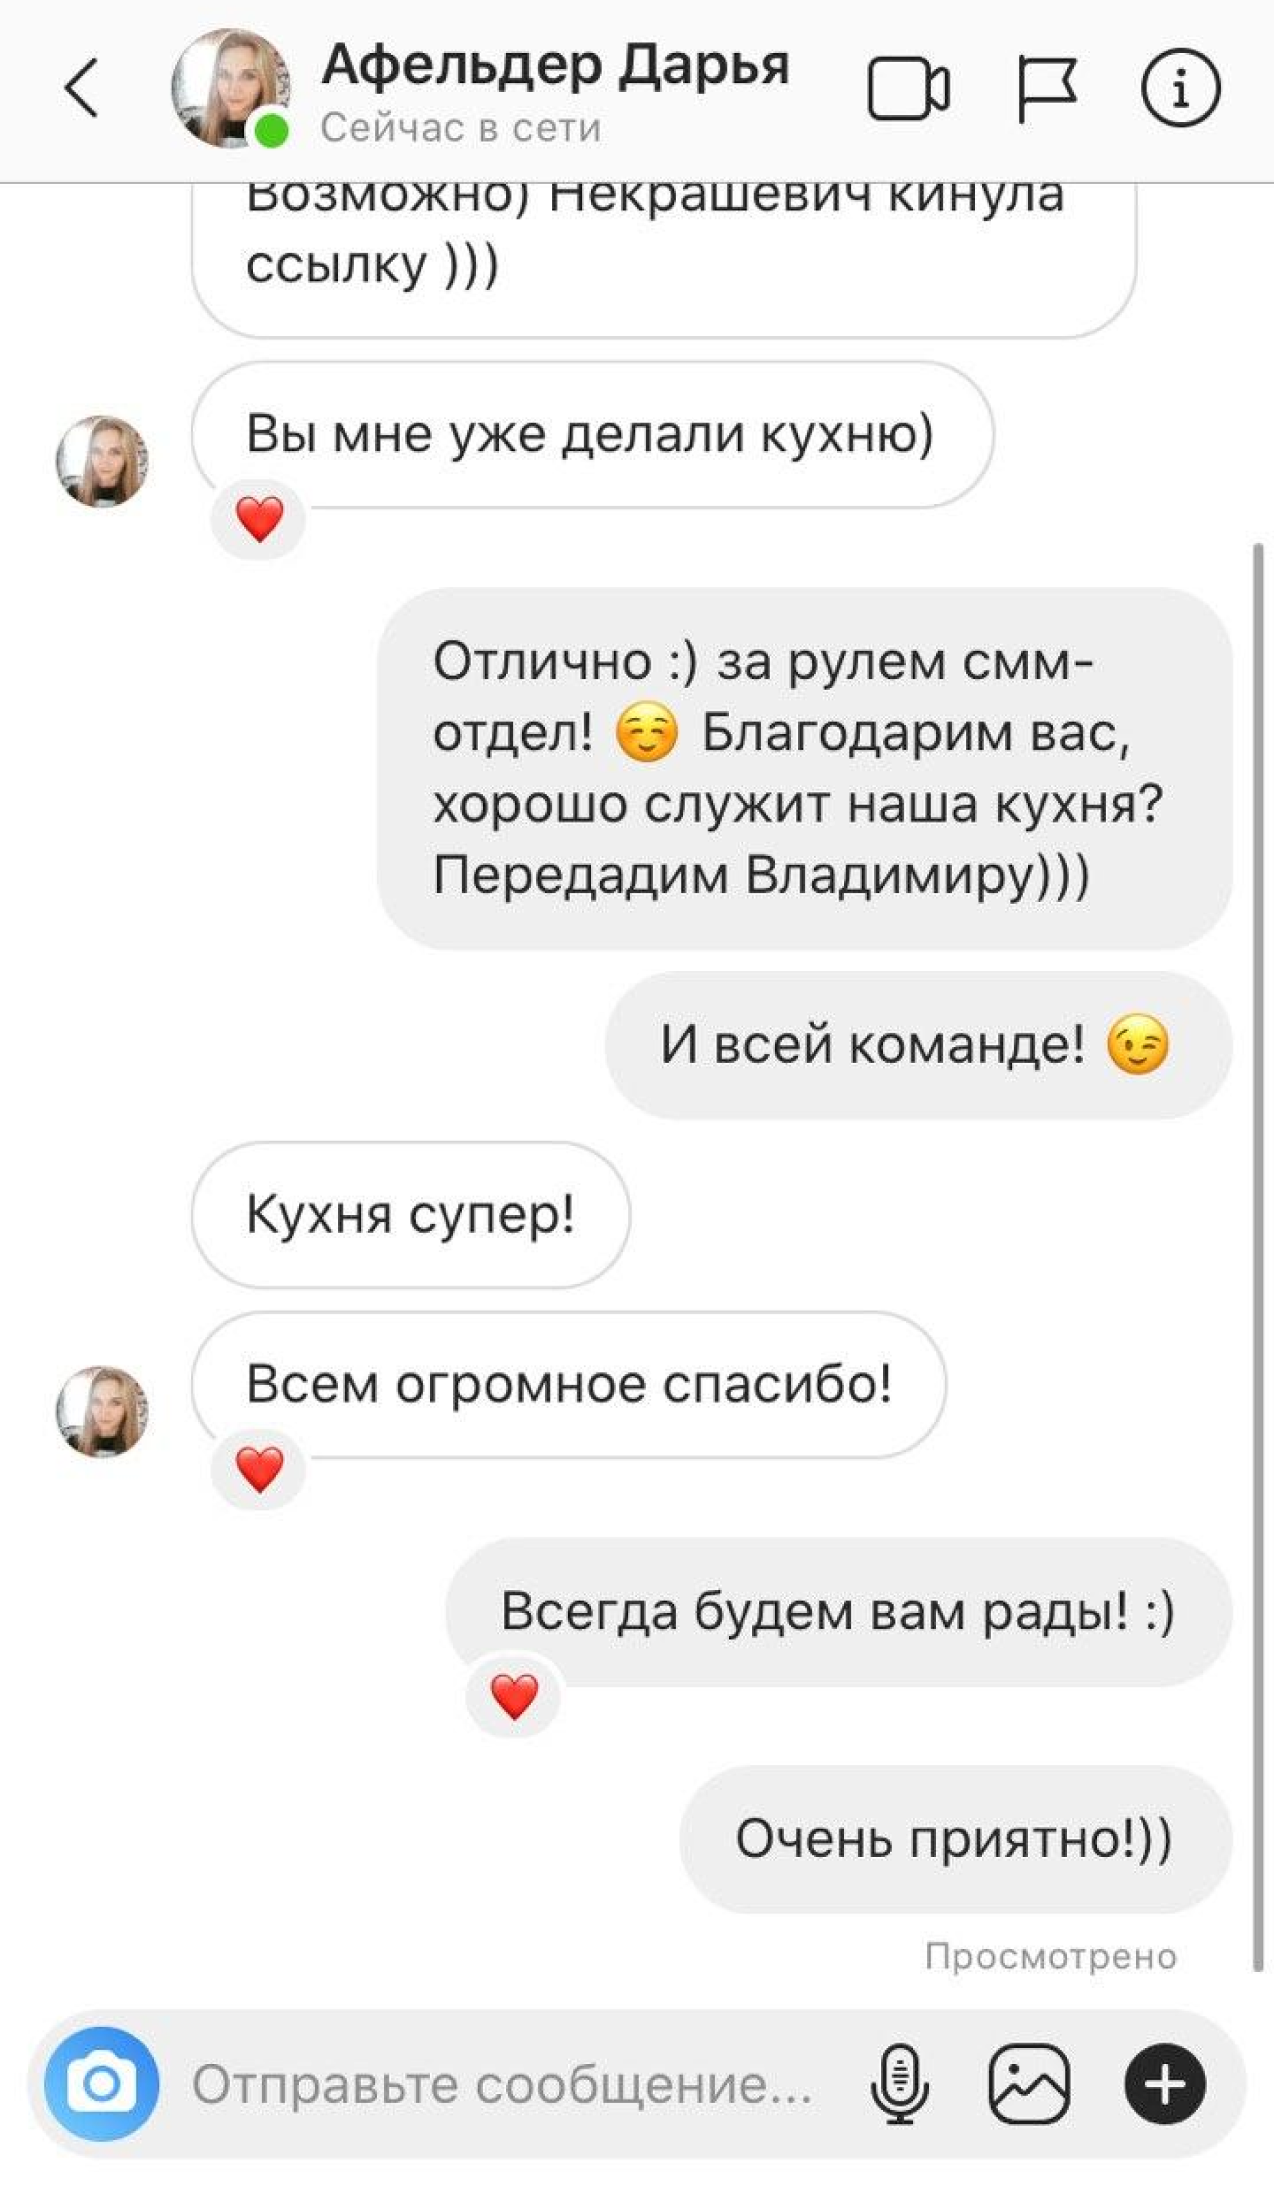 Афельдер Дарья
Сейчас в сети
Возможно) Некрашевич кинула
ссылку )))
Вы мне уже делали кухню)
❤️
Отлично :) за рулем смм-
отдел! ☺️ Благодарим вас,
хорошо служит наша кухня?
Передадим Владимиру)))
И всей команде! 😉
Кухня супер!
Всем огромное спасибо!
❤️
Всегда будем вам рады! :)
❤️
Очень приятно!))
Просмотрено
Отправьте сообщение...